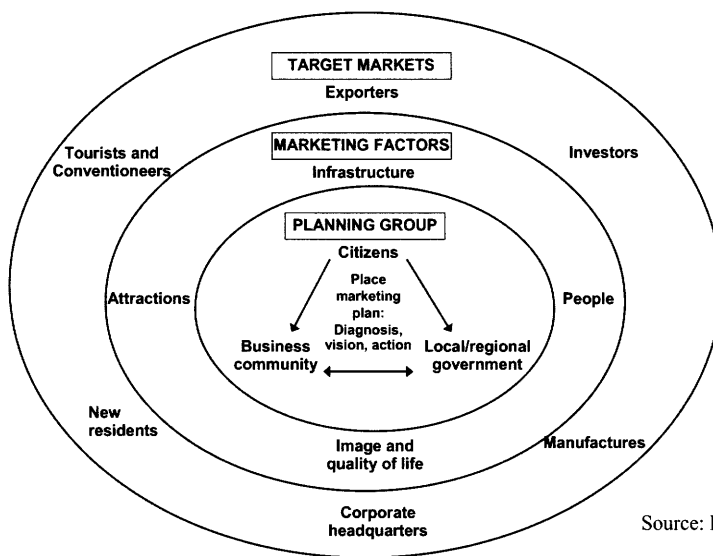 TARGET MARKETS
Exporters
Tourists and
Conventioneers
Investors
MARKETING FACTORS
Infrastructure
PLANNING GROUP
Citizens
Place
marketing
plan:
Diagnosis,
vision, action
Attractions
People
Business
community
Local/regional
government
New
residents
Image and
quality of life
Manufactures
Corporate
headquarters
Source: